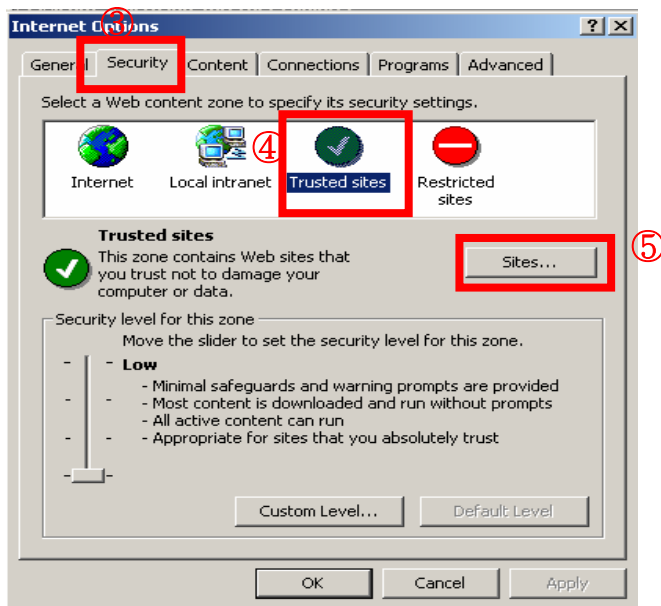 ③
Internet Options
General Security Content Connections Programs Advanced
Select a Web content zone to specify its security settings.
④
Internet Local intranet Trusted sites Restricted
sites
Trusted sites
This zone contains Web sites that
you trust not to damage your
computer or data.
Sites...
⑤
Security level for this zone
Move the slider to set the security level for this zone.
Low
- Minimal safeguards and warning prompts are provided
- Most content is downloaded and run without prompts
- All active content can run
- Appropriate for sites that you absolutely trust
Custom Level... Default Level
OK Cancel Apply